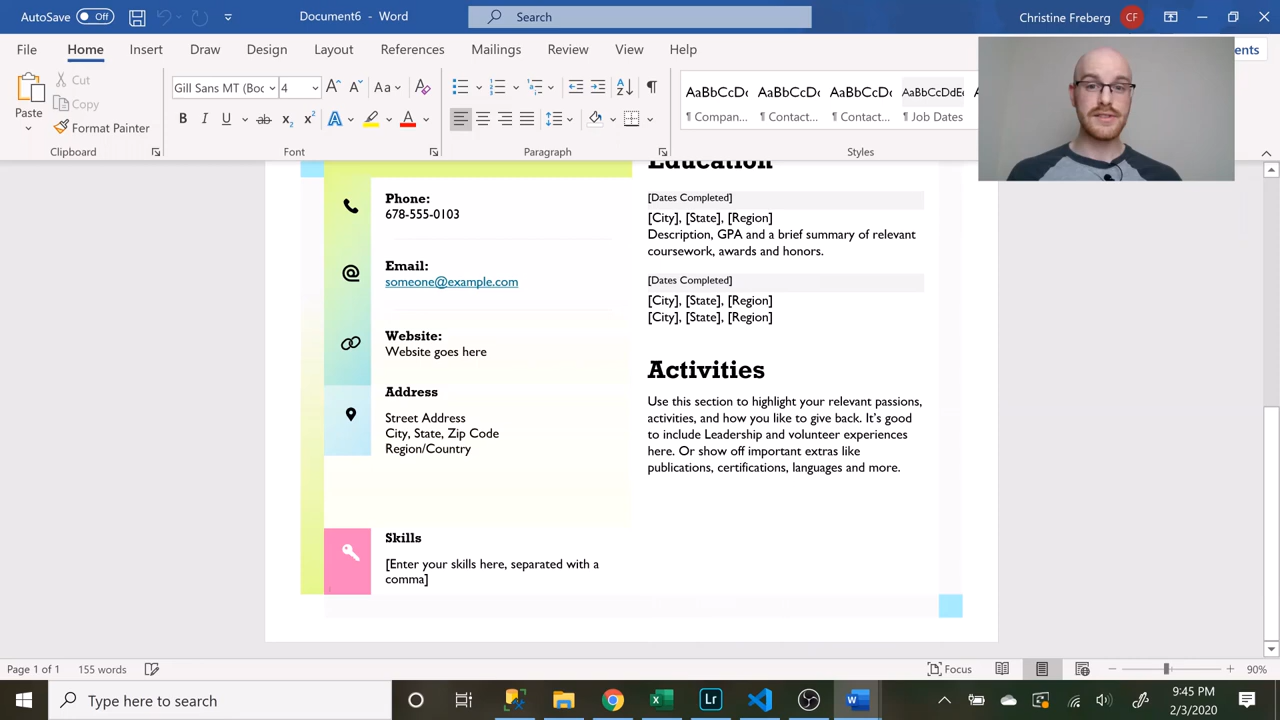 AutoSave Off Document6 - Word Search Christine Freberg CF
File Home Insert Draw Design Layout References Mailings Review View Help ents
Paste Cut Copy Format Painter
Gill Sans MT (Boc 4 Aa
B I U ab x2 x2 A A
AaBbCcDc AaBbCcDc AaBbCcDc AaBbCcDdEe
¶ Compan... ¶ Contact... ¶ Contact... ¶ Job Dates
Clipboard Font Paragraph Styles
Education
Phone:
678-555-0103
Email:
someone@example.com
Website:
Website goes here
Address
Street Address
City, State, Zip Code
Region/Country
Skills
[Enter your skills here, separated with a
comma]
[Dates Completed]
[City], [State], [Region]
Description, GPA and a brief summary of relevant
coursework, awards and honors.
[Dates Completed]
[City], [State], [Region]
[City], [State], [Region]
Activities
Use this section to highlight your relevant passions,
activities, and how you like to give back. It’s good
to include Leadership and volunteer experiences
here. Or show off important extras like
publications, certifications, languages and more.
Page 1 of 1 155 words Focus 90%
Type here to search Lr 9:45 PM
2/3/2020